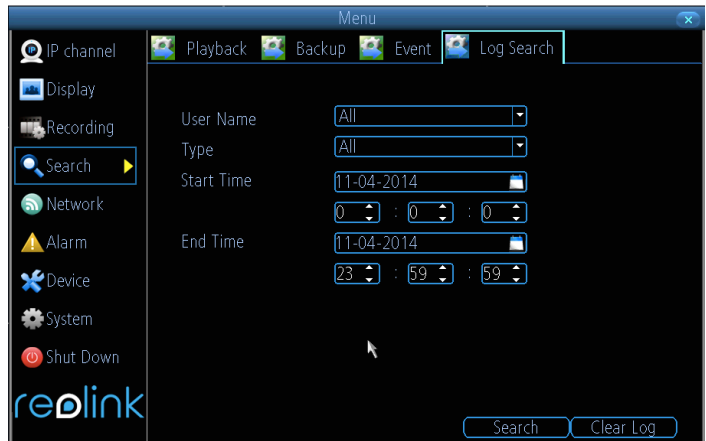 Menu
IP channel
Display
Recording
Search
Network
Alarm
Device
System
Shut Down
reolink
Playback Backup Event Log Search
User Name All
Type All
Start Time 11-04-2014
0 : 0 : 0
End Time 11-04-2014
23 : 59 : 59
Search Clear Log